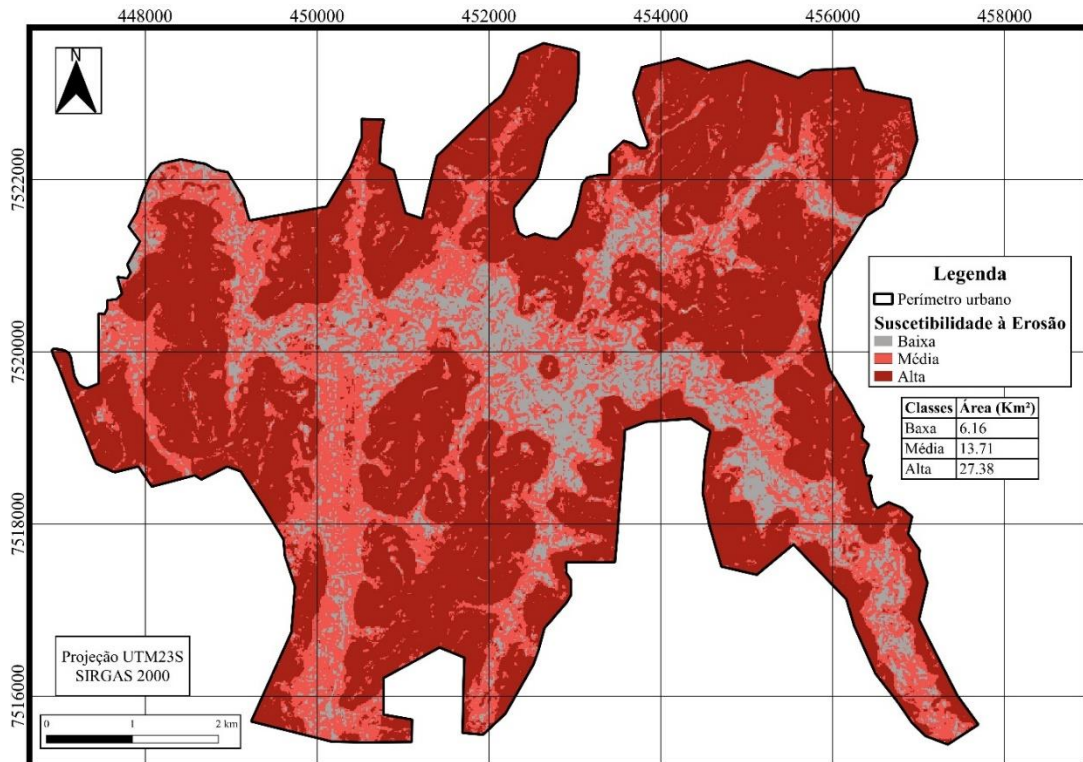 448000 450000 452000 454000 456000 458000
N
7522000
7520000
7518000
7516000
Legenda
Perímetro urbano
Suscetibilidade à Erosão
Baixa
Média
Alta
Classes Área (Km²)
Baxa 6.16
Média 13.71
Alta 27.38
Projeção UTM23S
SIRGAS 2000
0 1 2 km